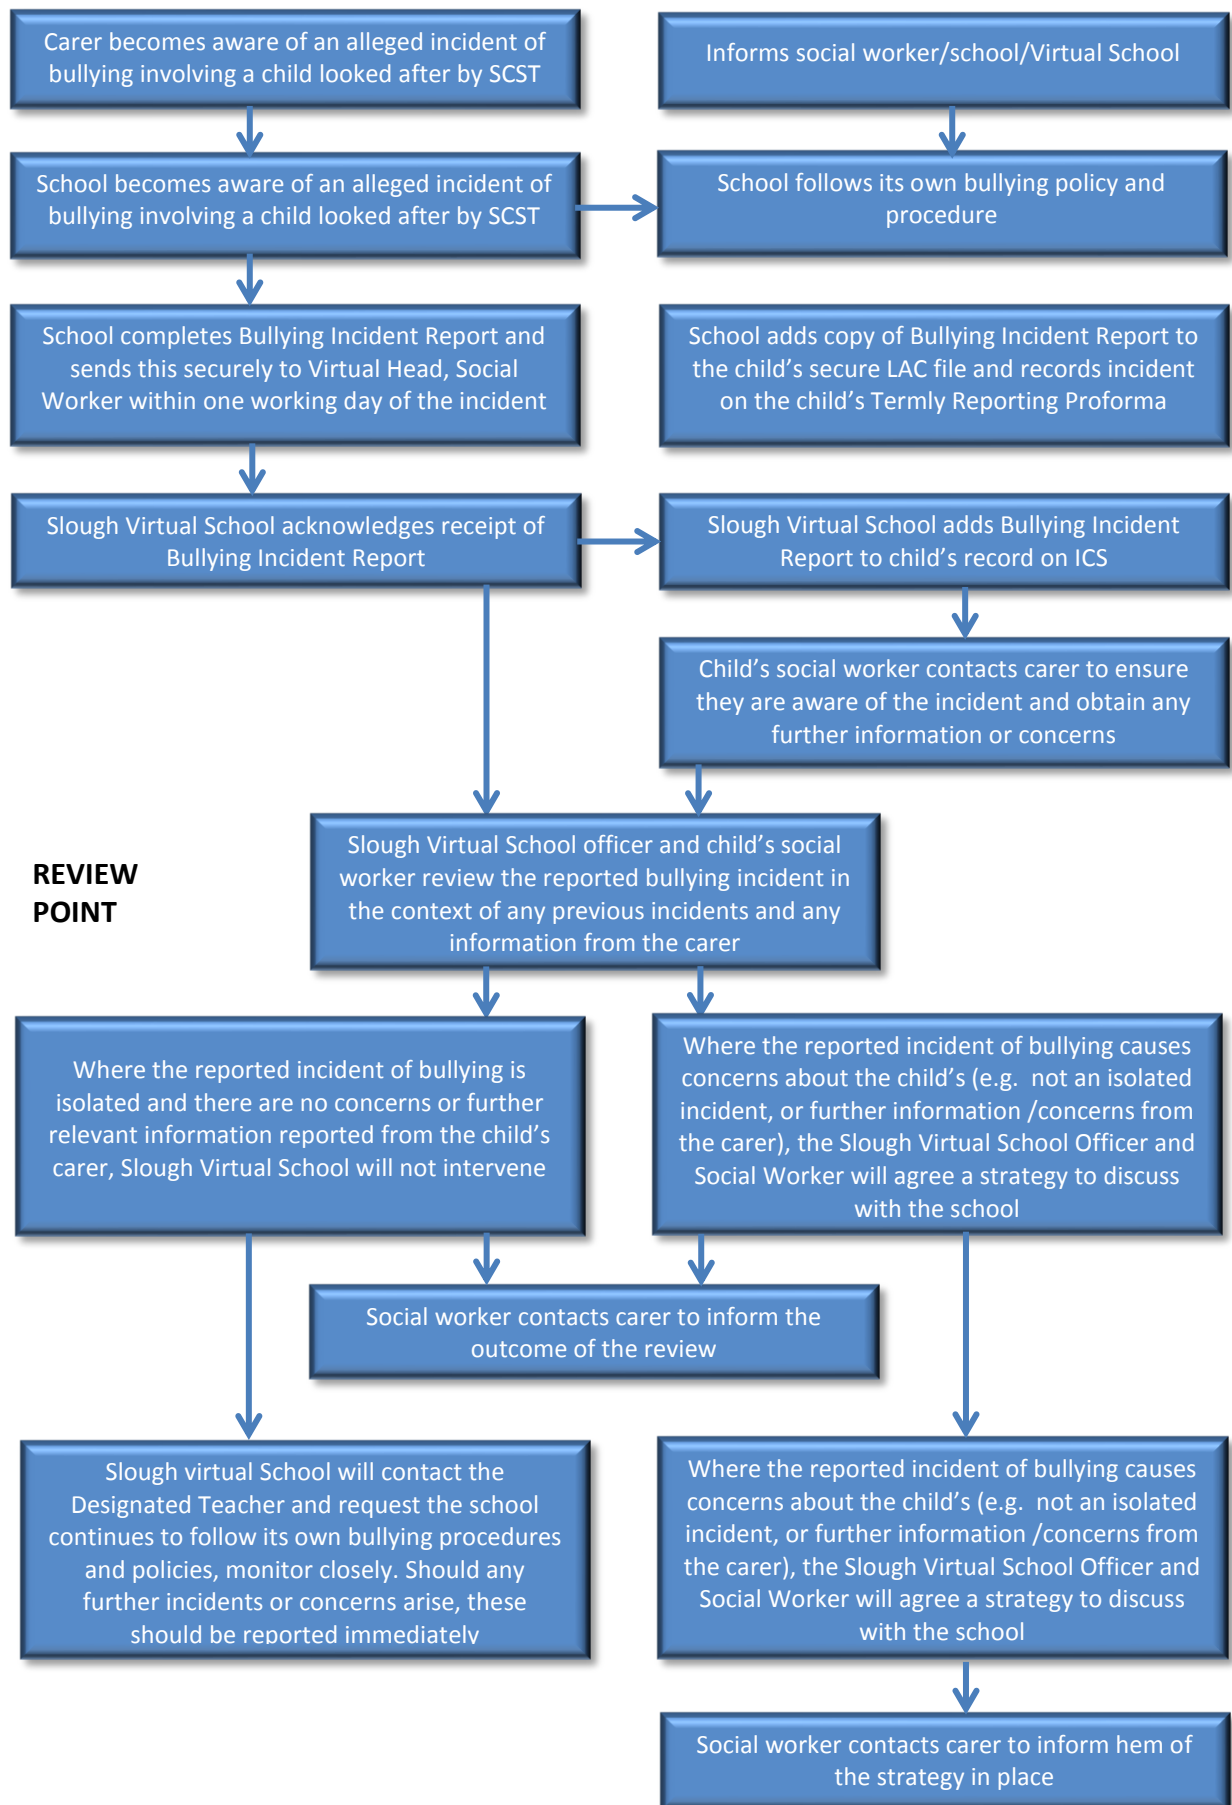 Carer becomes aware of an alleged incident of
bullying involving a child looked after by SCST
Informs social worker/school/Virtual School
School becomes aware of an alleged incident of
bullying involving a child looked after by SCST
School follows its own bullying policy and
procedure
School completes Bullying Incident Report and
sends this securely to Virtual Head, Social
Worker within one working day of the incident
School adds copy of Bullying Incident Report to
the child’s secure LAC file and records incident
on the child’s Termly Reporting Proforma
Slough Virtual School acknowledges receipt of
Bullying Incident Report
Slough Virtual School adds Bullying Incident
Report to child’s record on ICS
Child’s social worker contacts carer to ensure
they are aware of the incident and obtain any
further information or concerns
REVIEW
POINT
Slough Virtual School officer and child’s social
worker review the reported bullying incident in
the context of any previous incidents and any
information from the carer
Where the reported incident of bullying is
isolated and there are no concerns or further
relevant information reported from the child’s
carer, Slough Virtual School will not intervene
Where the reported incident of bullying causes
concerns about the child’s (e.g. not an isolated
incident, or further information /concerns from
the carer), the Slough Virtual School Officer and
Social Worker will agree a strategy to discuss
with the school
Social worker contacts carer to inform the
outcome of the review
Slough virtual School will contact the
Designated Teacher and request the school
continues to follow its own bullying procedures
and policies, monitor closely. Should any
further incidents or concerns arise, these
should be reported immediately
Where the reported incident of bullying causes
concerns about the child’s (e.g. not an isolated
incident, or further information /concerns from
the carer), the Slough Virtual School Officer and
Social Worker will agree a strategy to discuss
with the school
Social worker contacts carer to inform hem of
the strategy in place